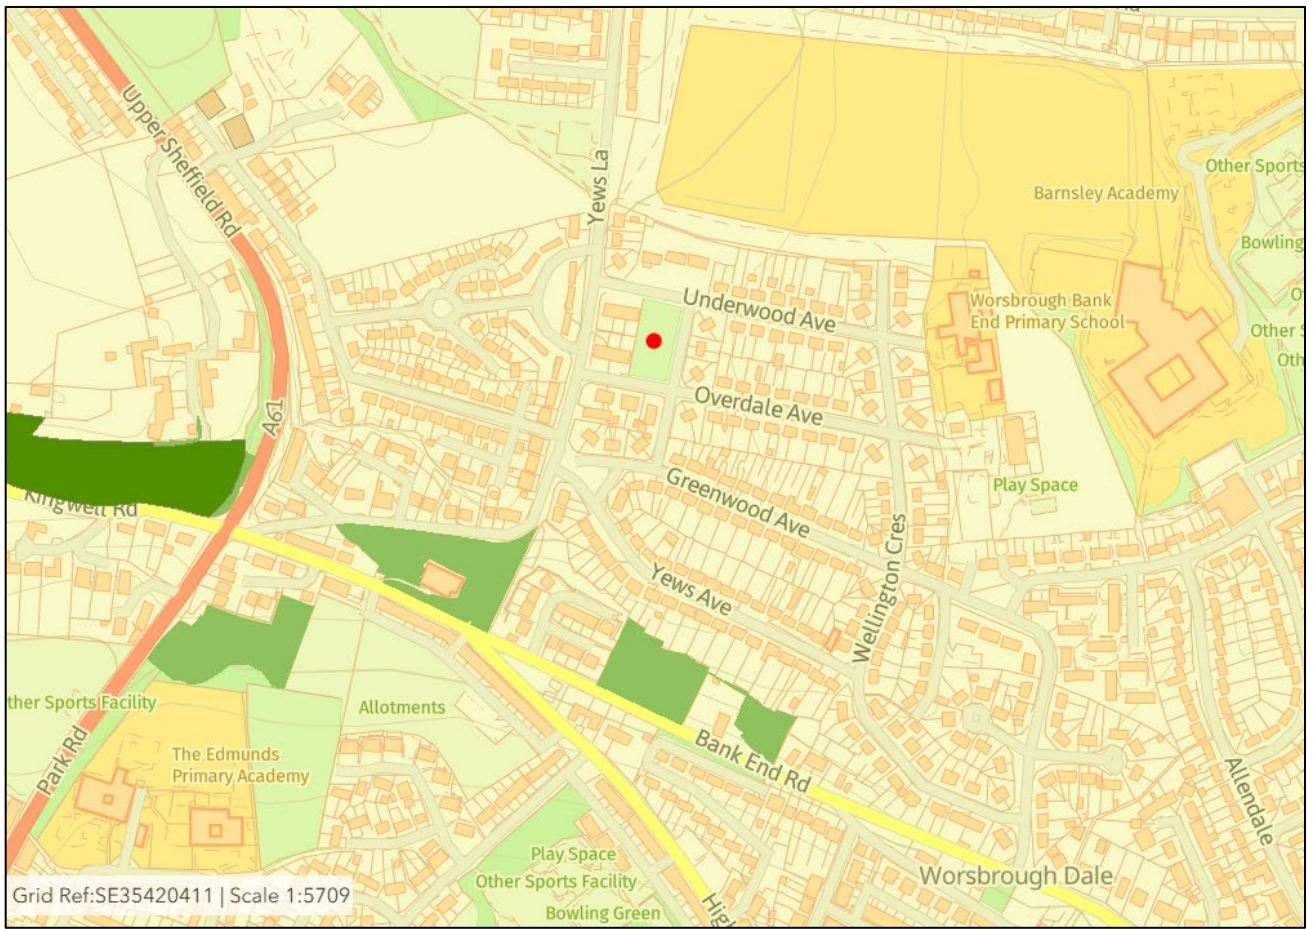 Upper Sheffield Rd
Yews La
Other Sports
Barnsley Academy
Bowling
Underwood Ave
Worsbrough Bank
End Primary School
Other S
Oth
A61
Overdale Ave
Kingwell Rd
Greenwood Ave
Play Space
Wellington Cres
Yews Ave
ther Sports Facility
Allotments
Park Rd
The Edmunds
Primary Academy
Bank End Rd
Allendale
Play Space
Other Sports Facility
Bowling Green
Worsbrough Dale
High
Grid Ref:SE35420411 | Scale 1:5709